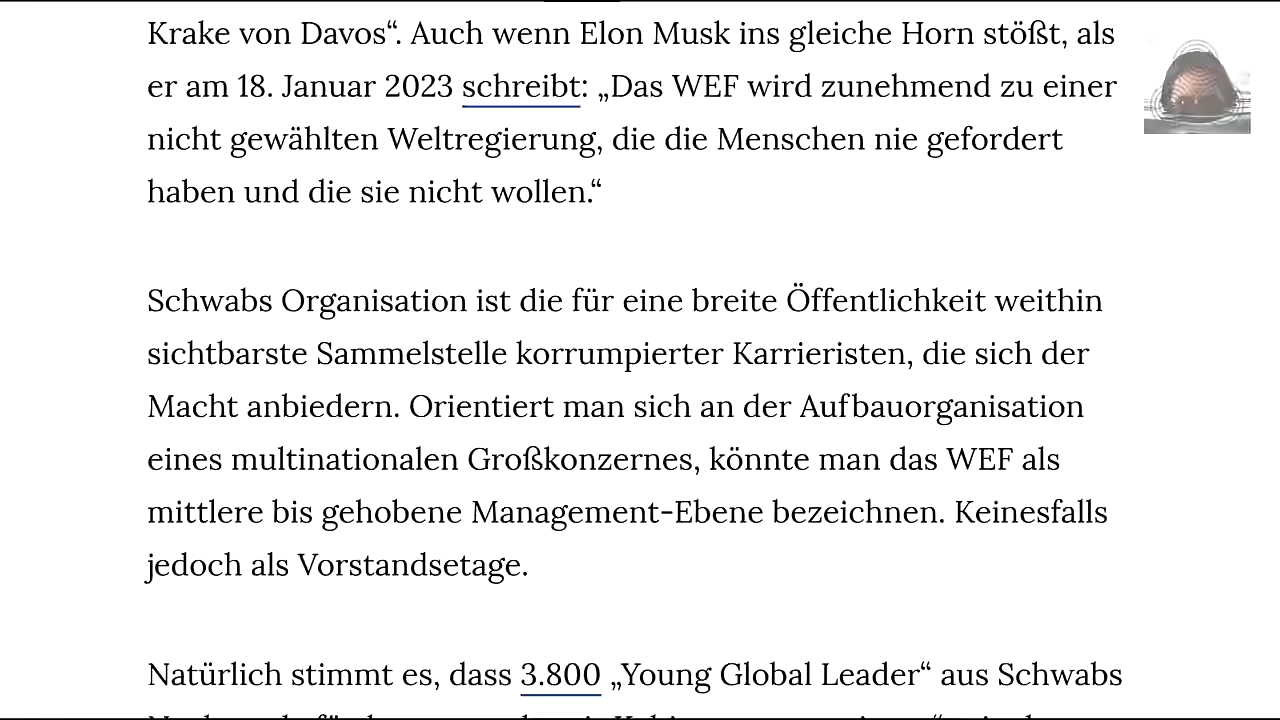 Krake von Davos“. Auch wenn Elon Musk ins gleiche Horn stößt, als
er am 18. Januar 2023 schreibt: „Das WEF wird zunehmend zu einer
nicht gewählten Weltregierung, die die Menschen nie gefordert
haben und die sie nicht wollen.“
Schwabs Organisation ist die für eine breite Öffentlichkeit weithin
sichtbarste Sammelstelle korrumpierter Karrieristen, die sich der
Macht anbiedern. Orientiert man sich an der Aufbauorganisation
eines multinationalen Großkonzernes, könnte man das WEF als
mittlere bis gehobene Management-Ebene bezeichnen. Keinesfalls
jedoch als Vorstandsetage.
Natürlich stimmt es, dass 3.800 „Young Global Leader“ aus Schwabs